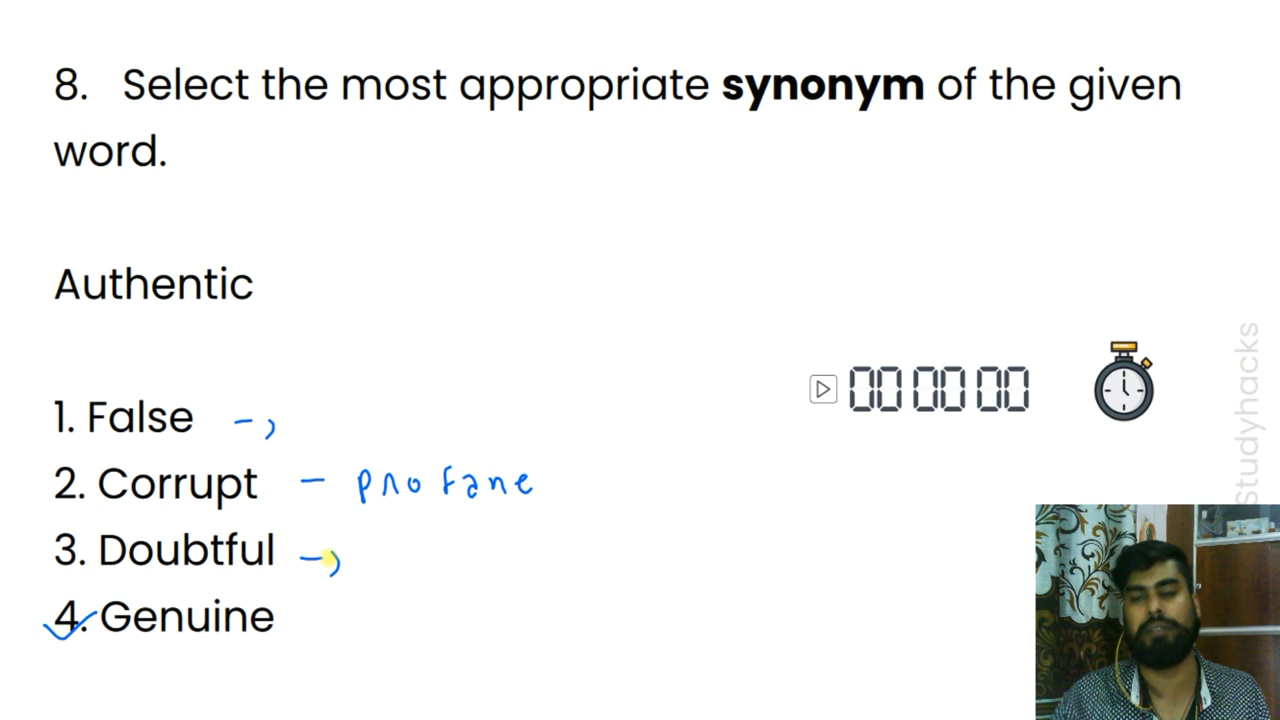 8. Select the most appropriate synonym of the given
word.
Authentic
1. False -,
2. Corrupt - profane
3. Doubtful -,
4. Genuine
00 00 00
Studyhacks